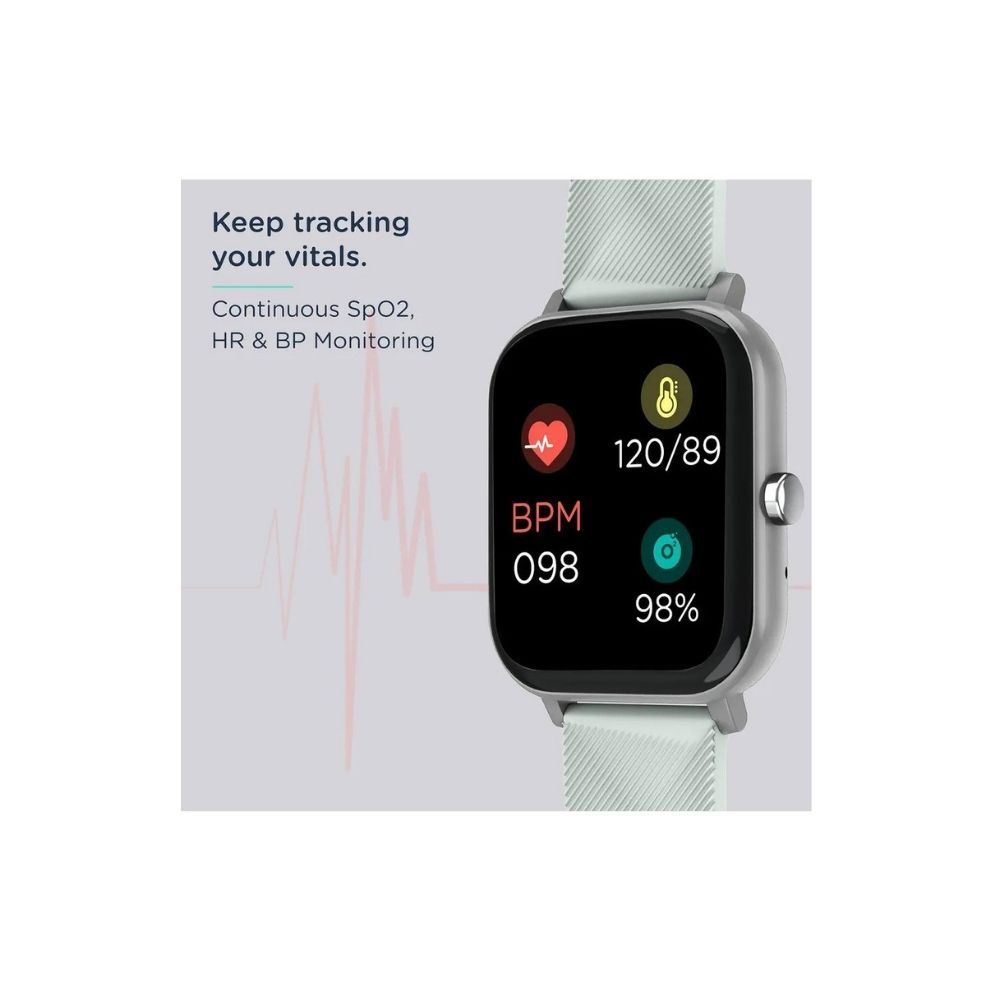 Keep tracking
your vitals.
Continuous SpO2,
HR & BP Monitoring
120/89
BPM
098
O
98%